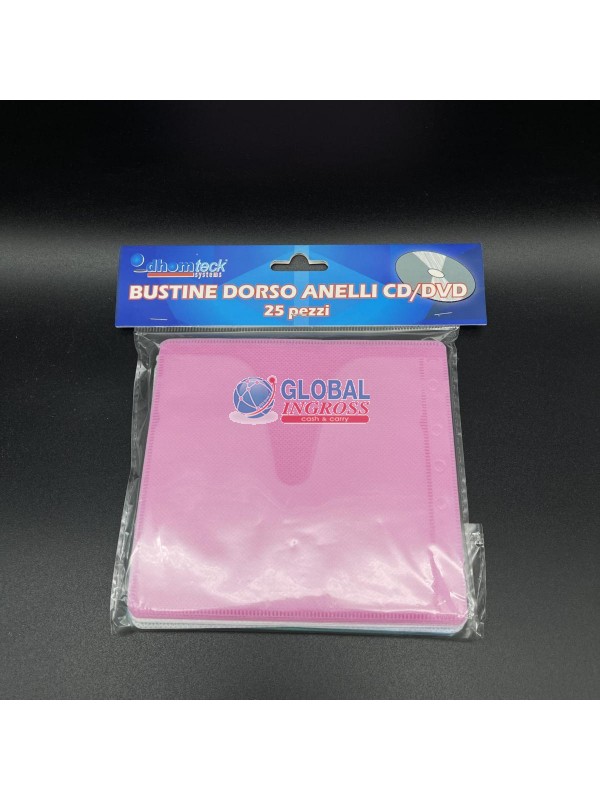 dhomteck
systems
BUSTINE DORSO ANELLI CD/DVD
25 pezzi
GLOBAL
INGROSS
cash & carry